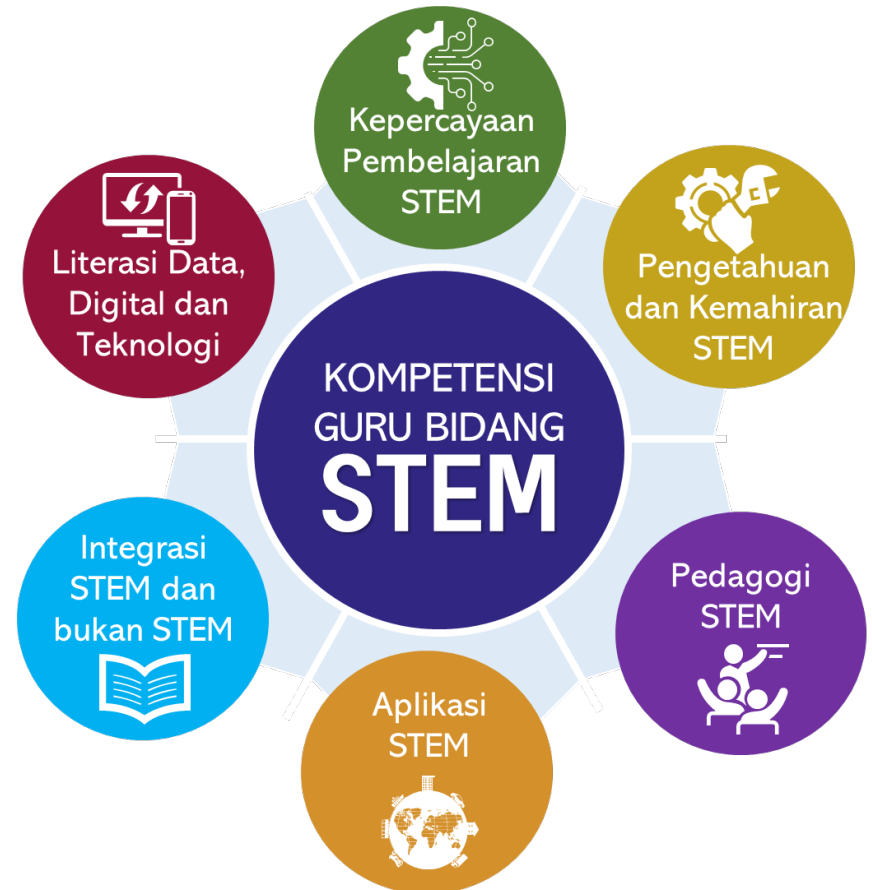 Kepercayaan
Pembelajaran
STEM
Pengetahuan
dan Kemahiran
STEM
Pedagogi
STEM
Aplikasi
STEM
Integrasi
STEM dan
bukan STEM
Literasi Data,
Digital dan
Teknologi
KOMPETENSI
GURU BIDANG
STEM